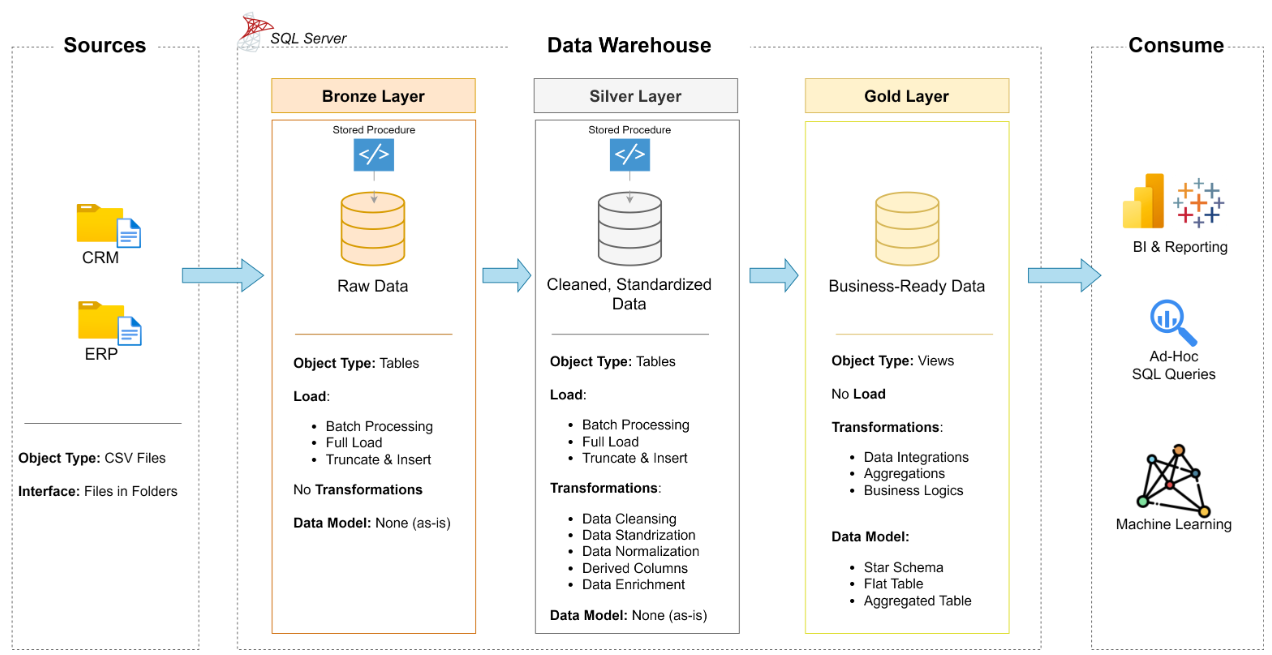 Sources
CRM
ERP
Object Type: CSV Files
Interface: Files in Folders
SQL Server
Data Warehouse
Bronze Layer
Stored Procedure
</>
Raw Data
Object Type: Tables
Load:
• Batch Processing
• Full Load
• Truncate & Insert
No Transformations
Data Model: None (as-is)
Silver Layer
Stored Procedure
</>
Cleaned, Standardized
Data
Object Type: Tables
Load:
• Batch Processing
• Full Load
• Truncate & Insert
Transformations:
• Data Cleansing
• Data Standrization
• Data Normalization
• Derived Columns
• Data Enrichment
Data Model: None (as-is)
Gold Layer
Business-Ready Data
Object Type: Views
No Load
Transformations:
• Data Integrations
• Aggregations
• Business Logics
Data Model:
• Star Schema
• Flat Table
• Aggregated Table
Consume
BI & Reporting
Ad-Hoc
SQL Queries
Machine Learning